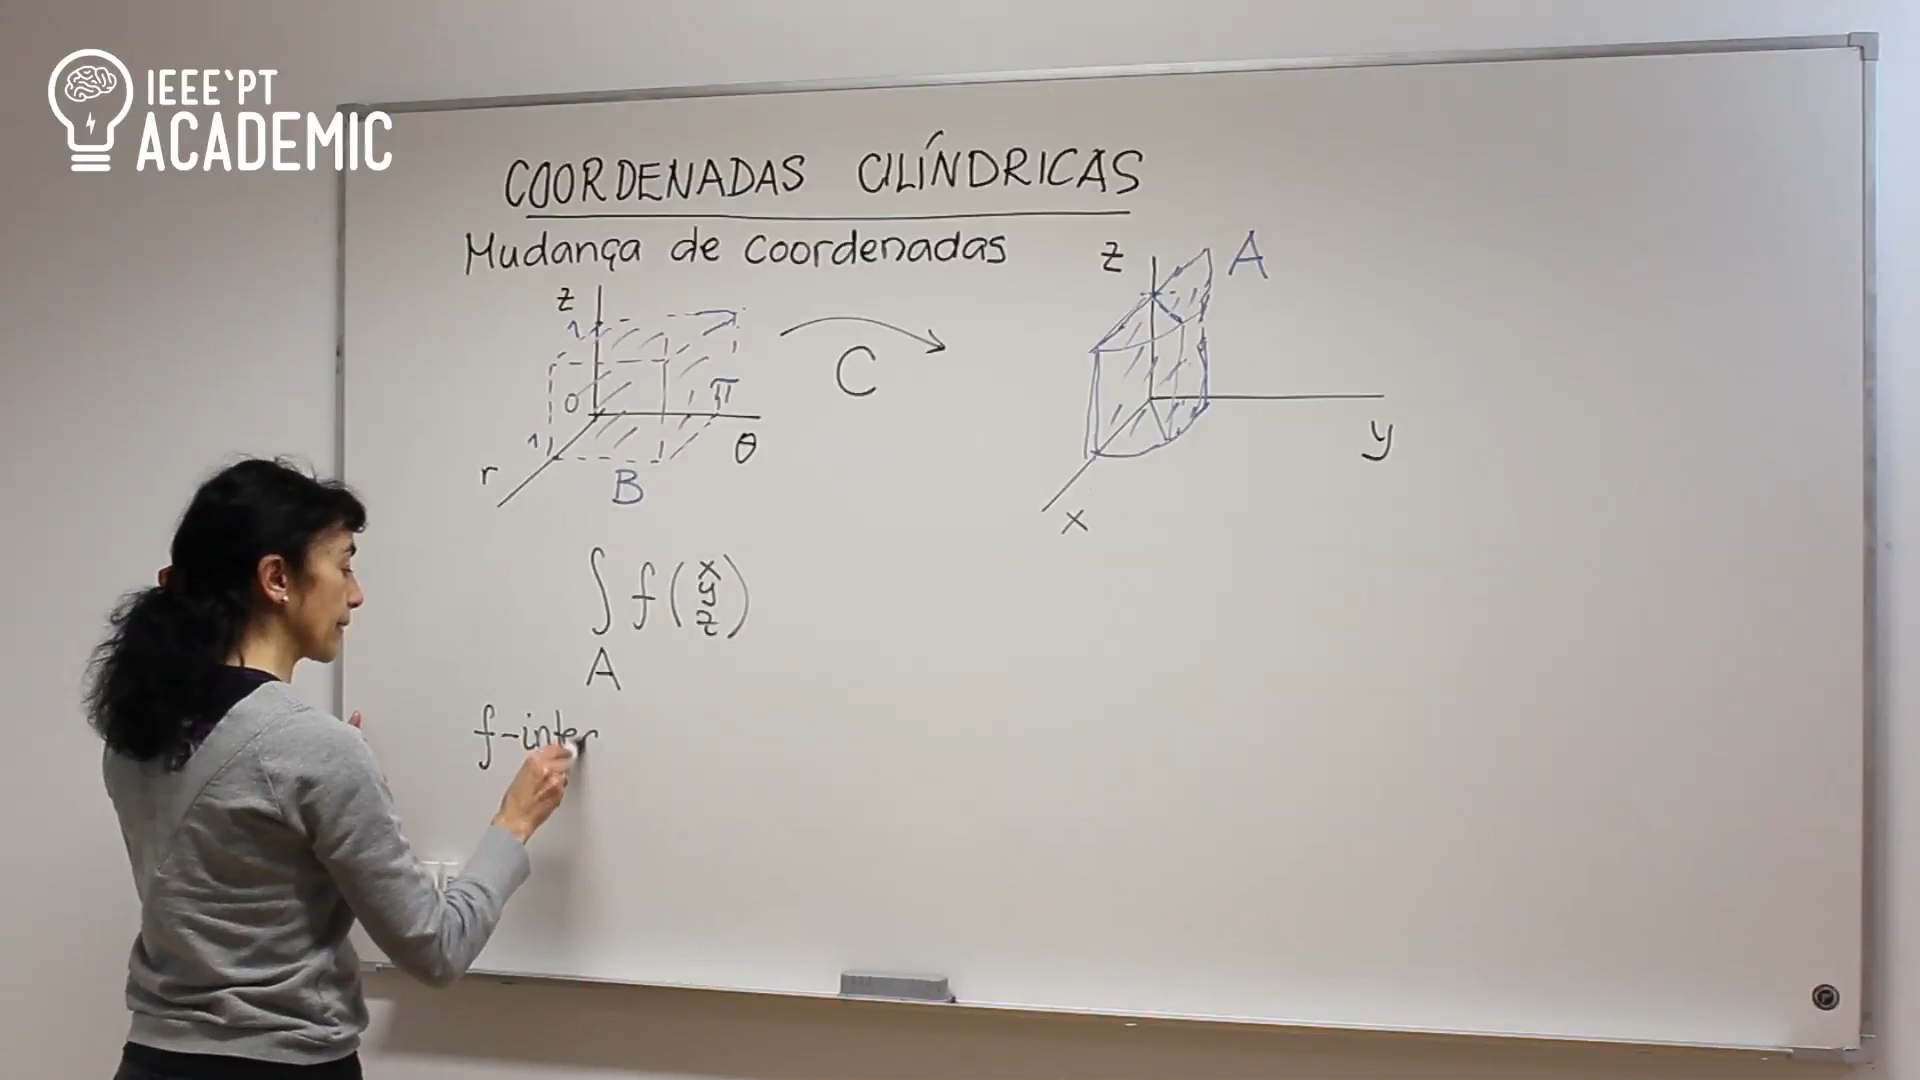 IEEE`PT
ACADEMIC
COORDENADAS CILÍNDRICAS
Mudança de coordenadas
z
1
0
1
r
B
π
θ
C
z
A
y
x
∫ f(x y z)
A
f-inter